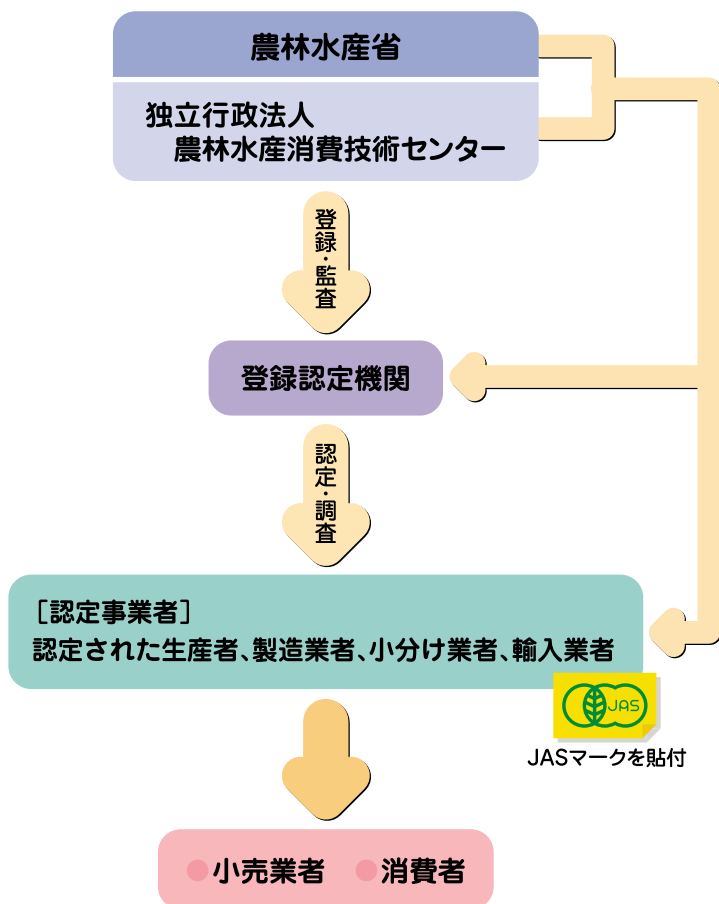 農林水産省
独立行政法人
農林水産消費技術センター
登録・監査
登録認定機関
認定・調査
［認定事業者］
認定された生産者、製造業者、小分け業者、輸入業者
JAS
JASマークを貼付
●小売業者 ●消費者